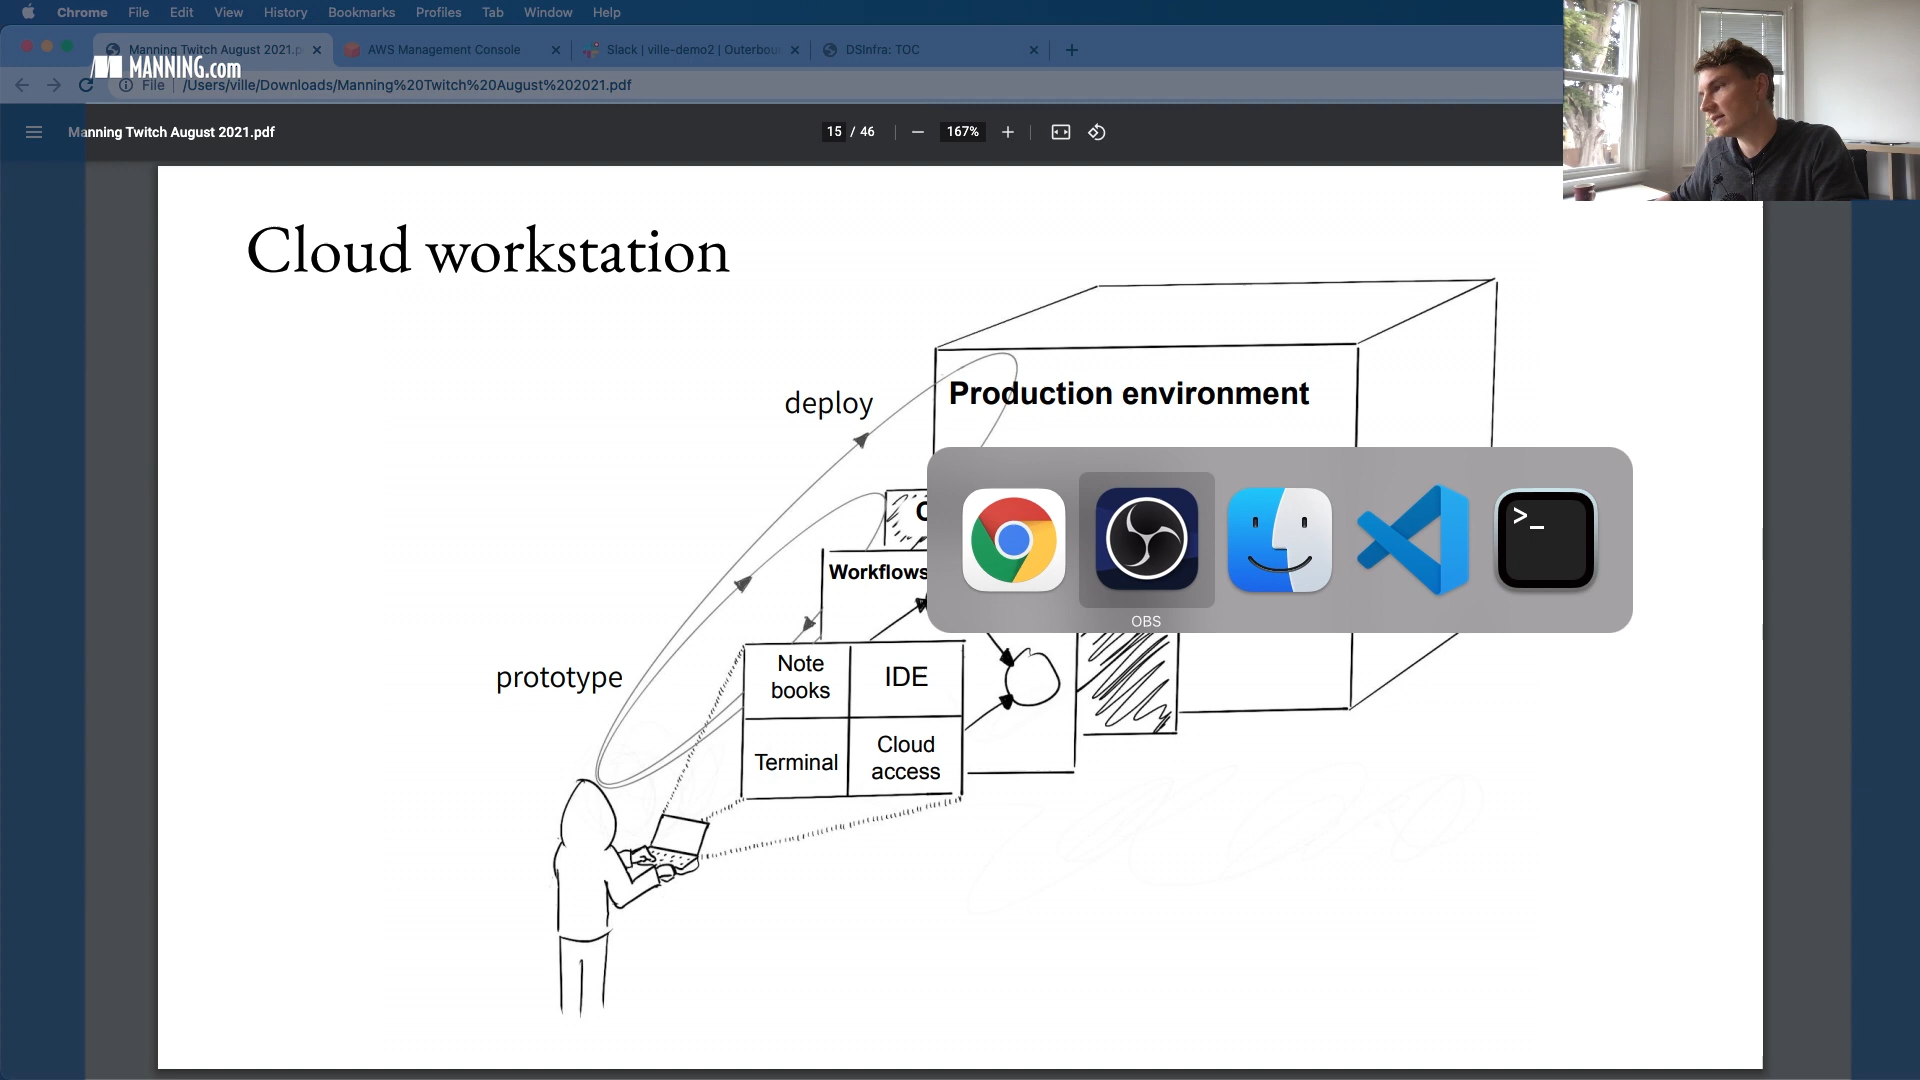 Chrome File Edit View History Bookmarks Profiles Tab Window Help
Manning Twitch August 2021.p
AWS Management Console
Slack | ville-demo2 | Outerbou
DSInfra: TOC
MANNING.com
File /Users/ville/Downloads/Manning%20Twitch%20August%202021.pdf
Manning Twitch August 2021.pdf
15 / 46
167%
Cloud workstation
deploy
Production environment
Workflows
OBS
prototype
Note
books
IDE
Terminal
Cloud
access